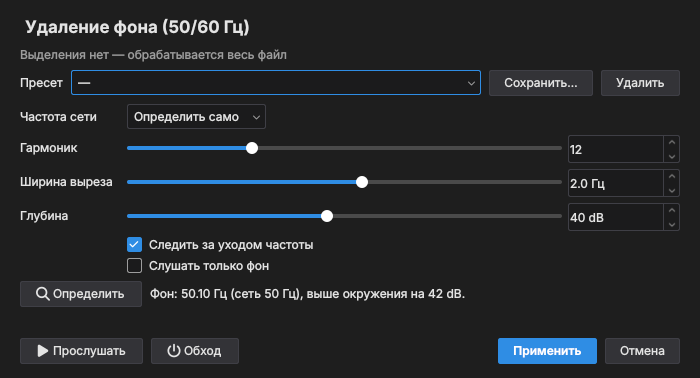 Удаление фона (50/60 Гц)
Выделения нет — обрабатывается весь файл
Пресет — Сохранить... Удалить
Частота сети Определить само
Гармоник 12
Ширина выреза 2.0 Гц
Глубина 40 dB
Следить за уходом частоты
Слушать только фон
Определить Фон: 50.10 Гц (сеть 50 Гц), выше окружения на 42 dB.
Прослушать Обход Применить Отмена